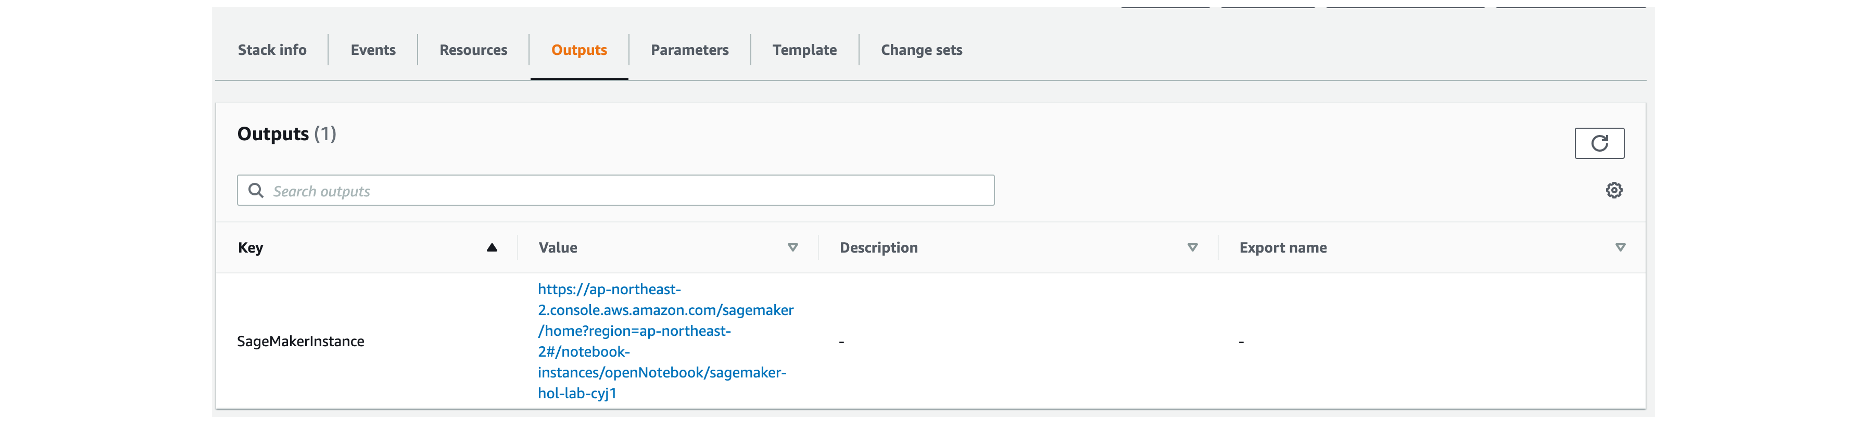 Stack info
Events
Resources
Outputs
Parameters
Template
Change sets
Outputs (1)
Search outputs
Key
Value
Description
Export name
SageMakerInstance
https://ap-northeast-
2.console.aws.amazon.com/sagemaker
/home?region=ap-northeast-
2#/notebook-
instances/openNotebook/sagemaker-
hol-lab-cyj1
-
-